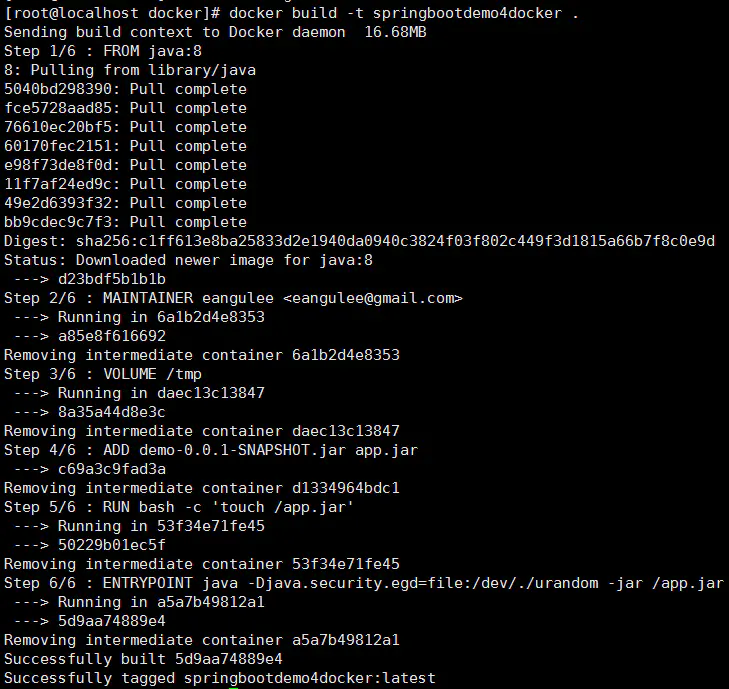 [root@localhost docker]# docker build -t springbootdemo4docker .
Sending build context to Docker daemon  16.68MB
Step 1/6 : FROM java:8
8: Pulling from library/java
5040bd298390: Pull complete
fce5728aad85: Pull complete
76610ec20bf5: Pull complete
60170fec2151: Pull complete
e98f73de8f0d: Pull complete
11f7af24ed9c: Pull complete
49e2d6393f32: Pull complete
bb9cdec9c7f3: Pull complete
Digest: sha256:c1ff613e8ba25833d2e1940da0940c3824f03f802c449f3d1815a66b7f8c0e9d
Status: Downloaded newer image for java:8
 ---> d23bdf5b1b1b
Step 2/6 : MAINTAINER eangulee <eangulee@gmail.com>
 ---> Running in 6a1b2d4e8353
 ---> a85e8f616692
Removing intermediate container 6a1b2d4e8353
Step 3/6 : VOLUME /tmp
 ---> Running in daec13c13847
 ---> 8a35a44d8e3c
Removing intermediate container daec13c13847
Step 4/6 : ADD demo-0.0.1-SNAPSHOT.jar app.jar
 ---> c69a3c9fad3a
Removing intermediate container d1334964bdc1
Step 5/6 : RUN bash -c 'touch /app.jar'
 ---> Running in 53f34e71fe45
 ---> 50229b01ec5f
Removing intermediate container 53f34e71fe45
Step 6/6 : ENTRYPOINT java -Djava.security.egd=file:/dev/./urandom -jar /app.jar
 ---> Running in a5a7b49812a1
 ---> 5d9aa74889e4
Removing intermediate container a5a7b49812a1
Successfully built 5d9aa74889e4
Successfully tagged springbootdemo4docker:latest